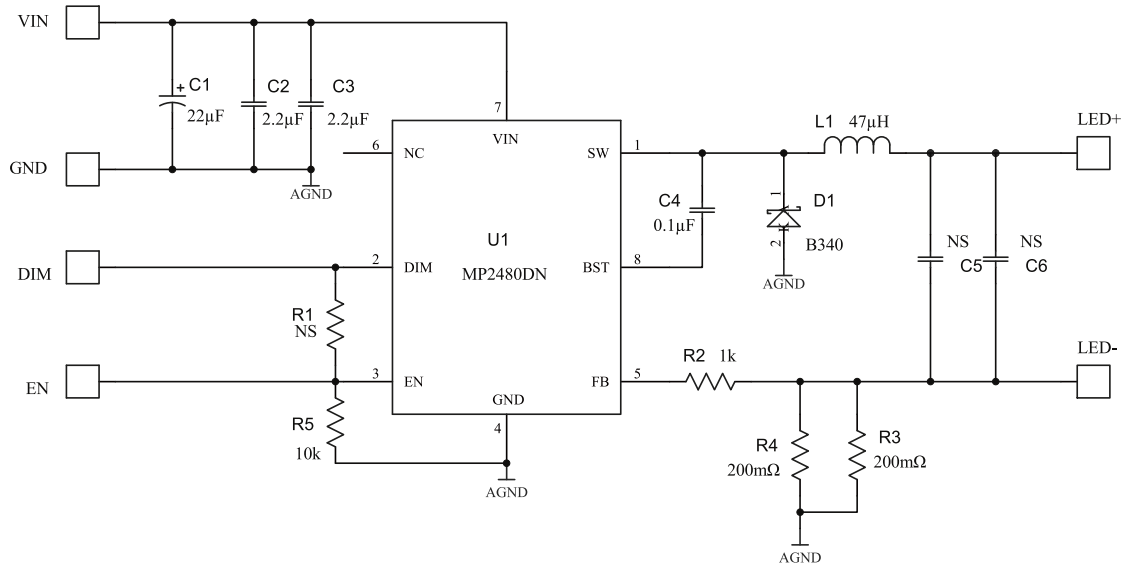 VIN
C1
22µF
C2
2.2µF
C3
2.2µF
GND
AGND
7
VIN
6
NC
SW
1
L1
47µH
LED+
C4
0.1µF
1
D1
2
B340
AGND
NS
C5
NS
C6
U1
MP2480DN
DIM
2
DIM
BST
8
R1
NS
EN
3
EN
GND
4
FB
5
R2
1k
LED-
R5
10k
AGND
R4
200mΩ
R3
200mΩ
AGND